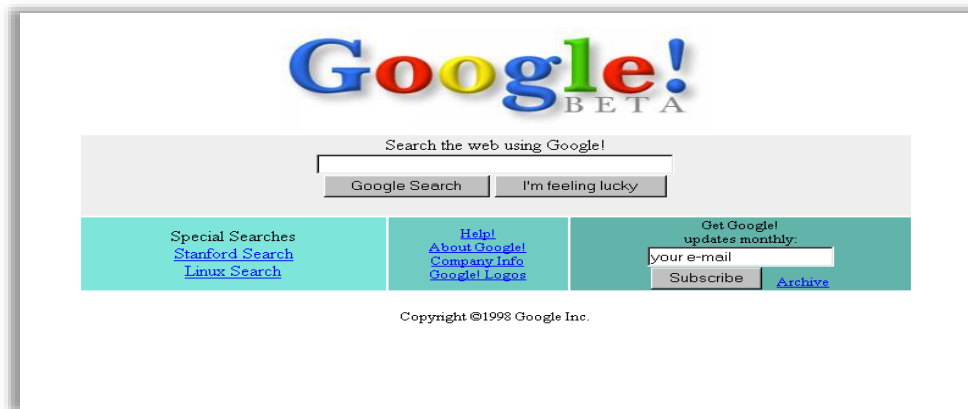 Google!
BETA
Search the web using Google!
Google Search I'm feeling lucky
Special Searches
Stanford Search
Linux Search
Help!
About Google!
Company Info
Google! Logos
Get Google!
updates monthly:
your e-mail
Subscribe Archive
Copyright ©1998 Google Inc.